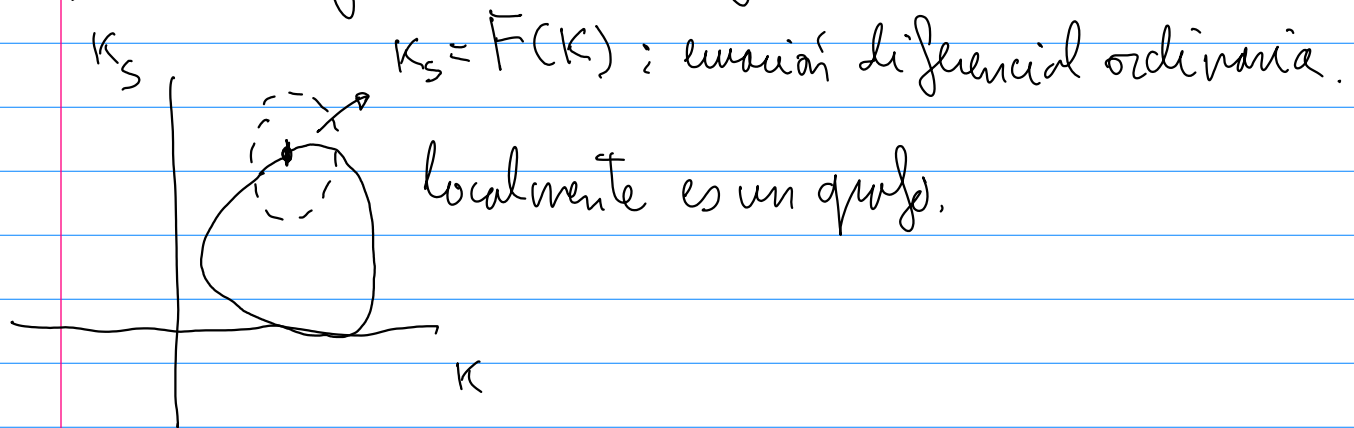 K_S K_S = F(K) : ecuación diferencial ordinaria.
localmente es un grafo.
K